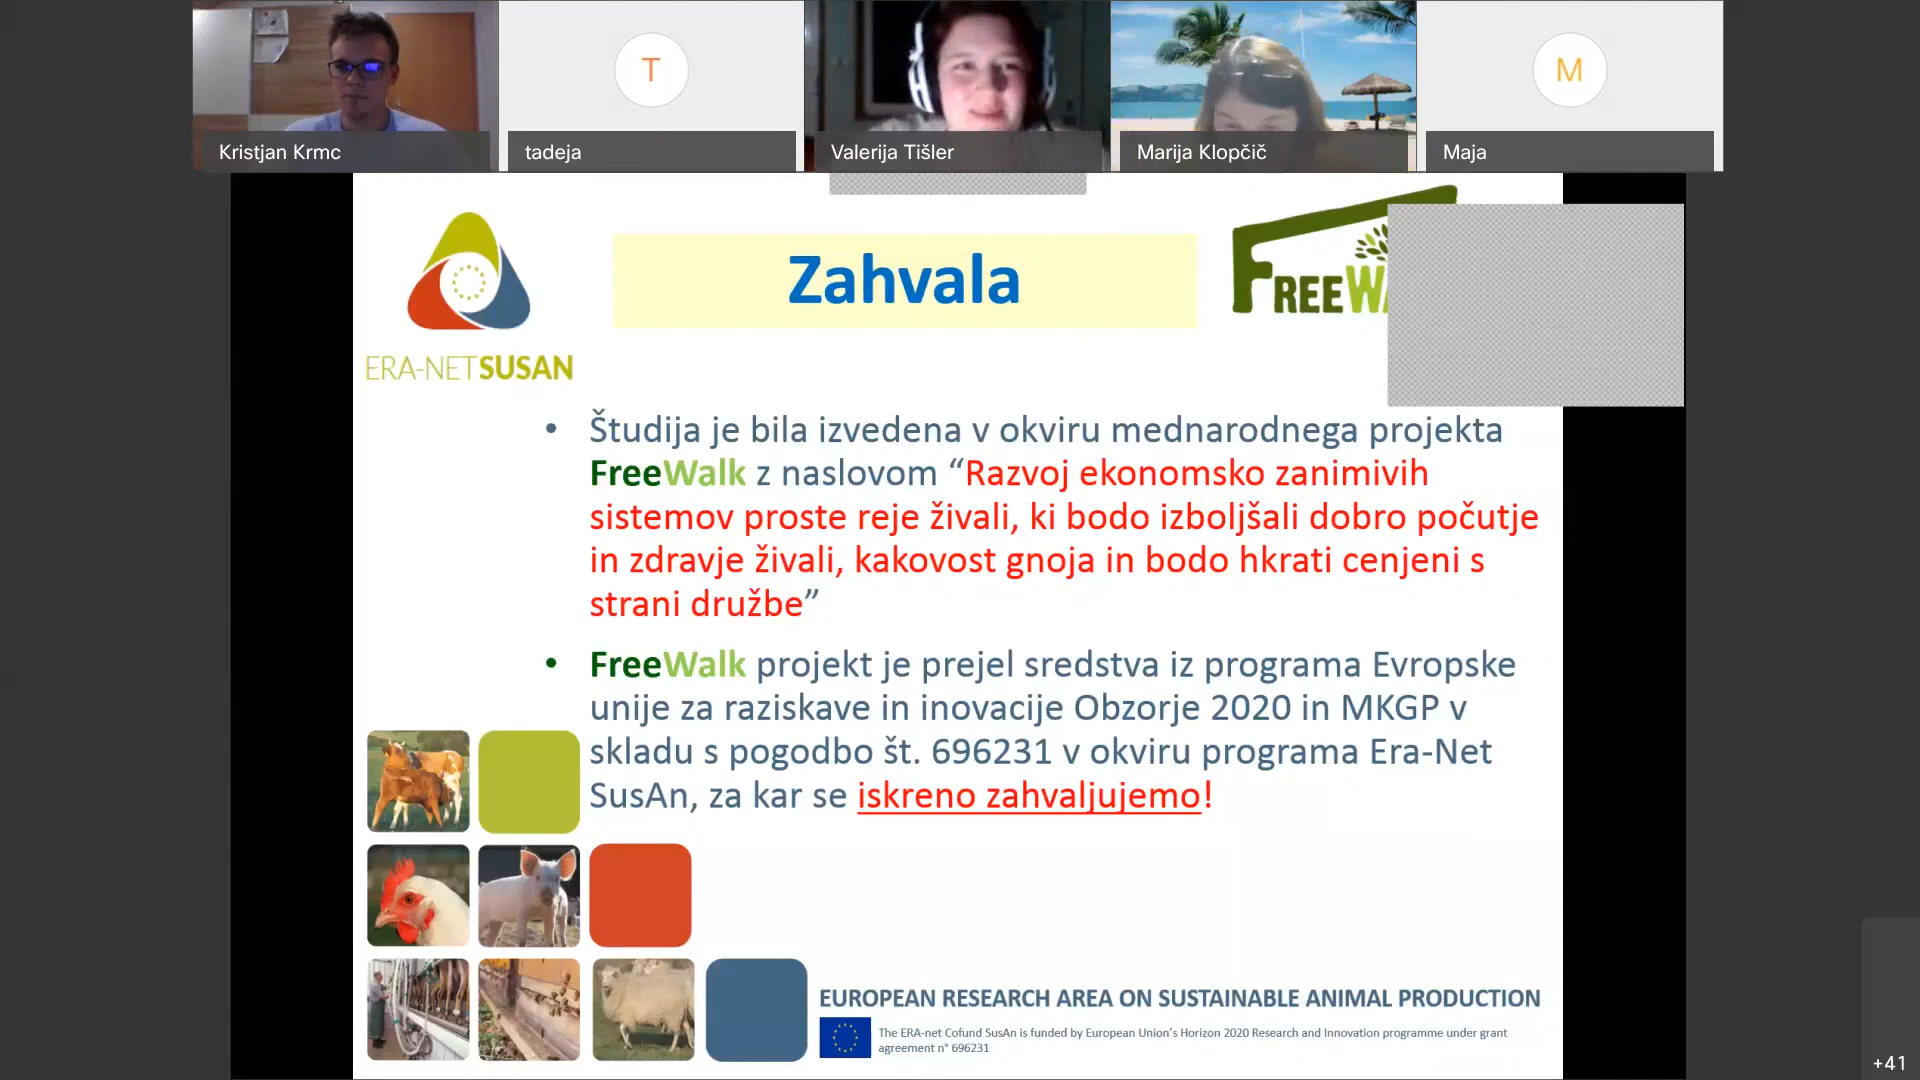 Kristjan Krmc
T
tadeja
Valerija Tišler
Marija Klopčič
M
Maja
ERA-NETSUSAN
Zahvala
FREEW
• Študija je bila izvedena v okviru mednarodnega projekta
FreeWalk z naslovom “Razvoj ekonomsko zanimivih
sistemov proste reje živali, ki bodo izboljšali dobro počutje
in zdravje živali, kakovost gnoja in bodo hkrati cenjeni s
strani družbe”
• FreeWalk projekt je prejel sredstva iz programa Evropske
unije za raziskave in inovacije Obzorje 2020 in MKGP v
skladu s pogodbo št. 696231 v okviru programa Era-Net
SusAn, za kar se iskreno zahvaljujemo!
EUROPEAN RESEARCH AREA ON SUSTAINABLE ANIMAL PRODUCTION
The ERA-net Cofund SusAn is funded by European Union’s Horizon 2020 Research and Innovation programme under grant
agreement n° 696231
+41